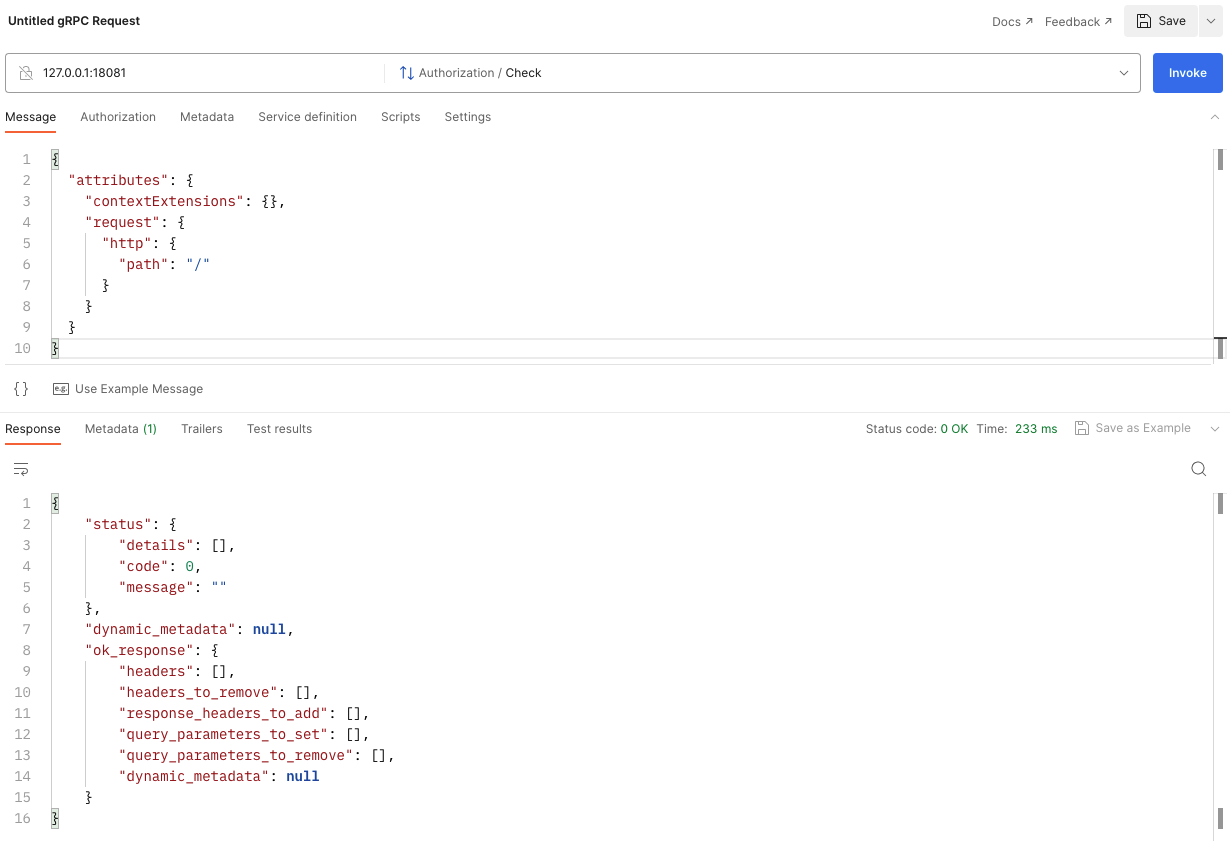 Untitled gRPC Request
Docs ↗ Feedback ↗ Save
127.0.0.1:18081 Authorization / Check Invoke
Message Authorization Metadata Service definition Scripts Settings
1 {
2 "attributes": {
3 "contextExtensions": {},
4 "request": {
5 "http": {
6 "path": "/"
7 }
8 }
9 }
10 }
{} e.g. Use Example Message
Response Metadata (1) Trailers Test results Status code: 0 OK Time: 233 ms Save as Example
1 {
2 "status": {
3 "details": [],
4 "code": 0,
5 "message": ""
6 },
7 "dynamic_metadata": null,
8 "ok_response": {
9 "headers": [],
10 "headers_to_remove": [],
11 "response_headers_to_add": [],
12 "query_parameters_to_set": [],
13 "query_parameters_to_remove": [],
14 "dynamic_metadata": null
15 }
16 }